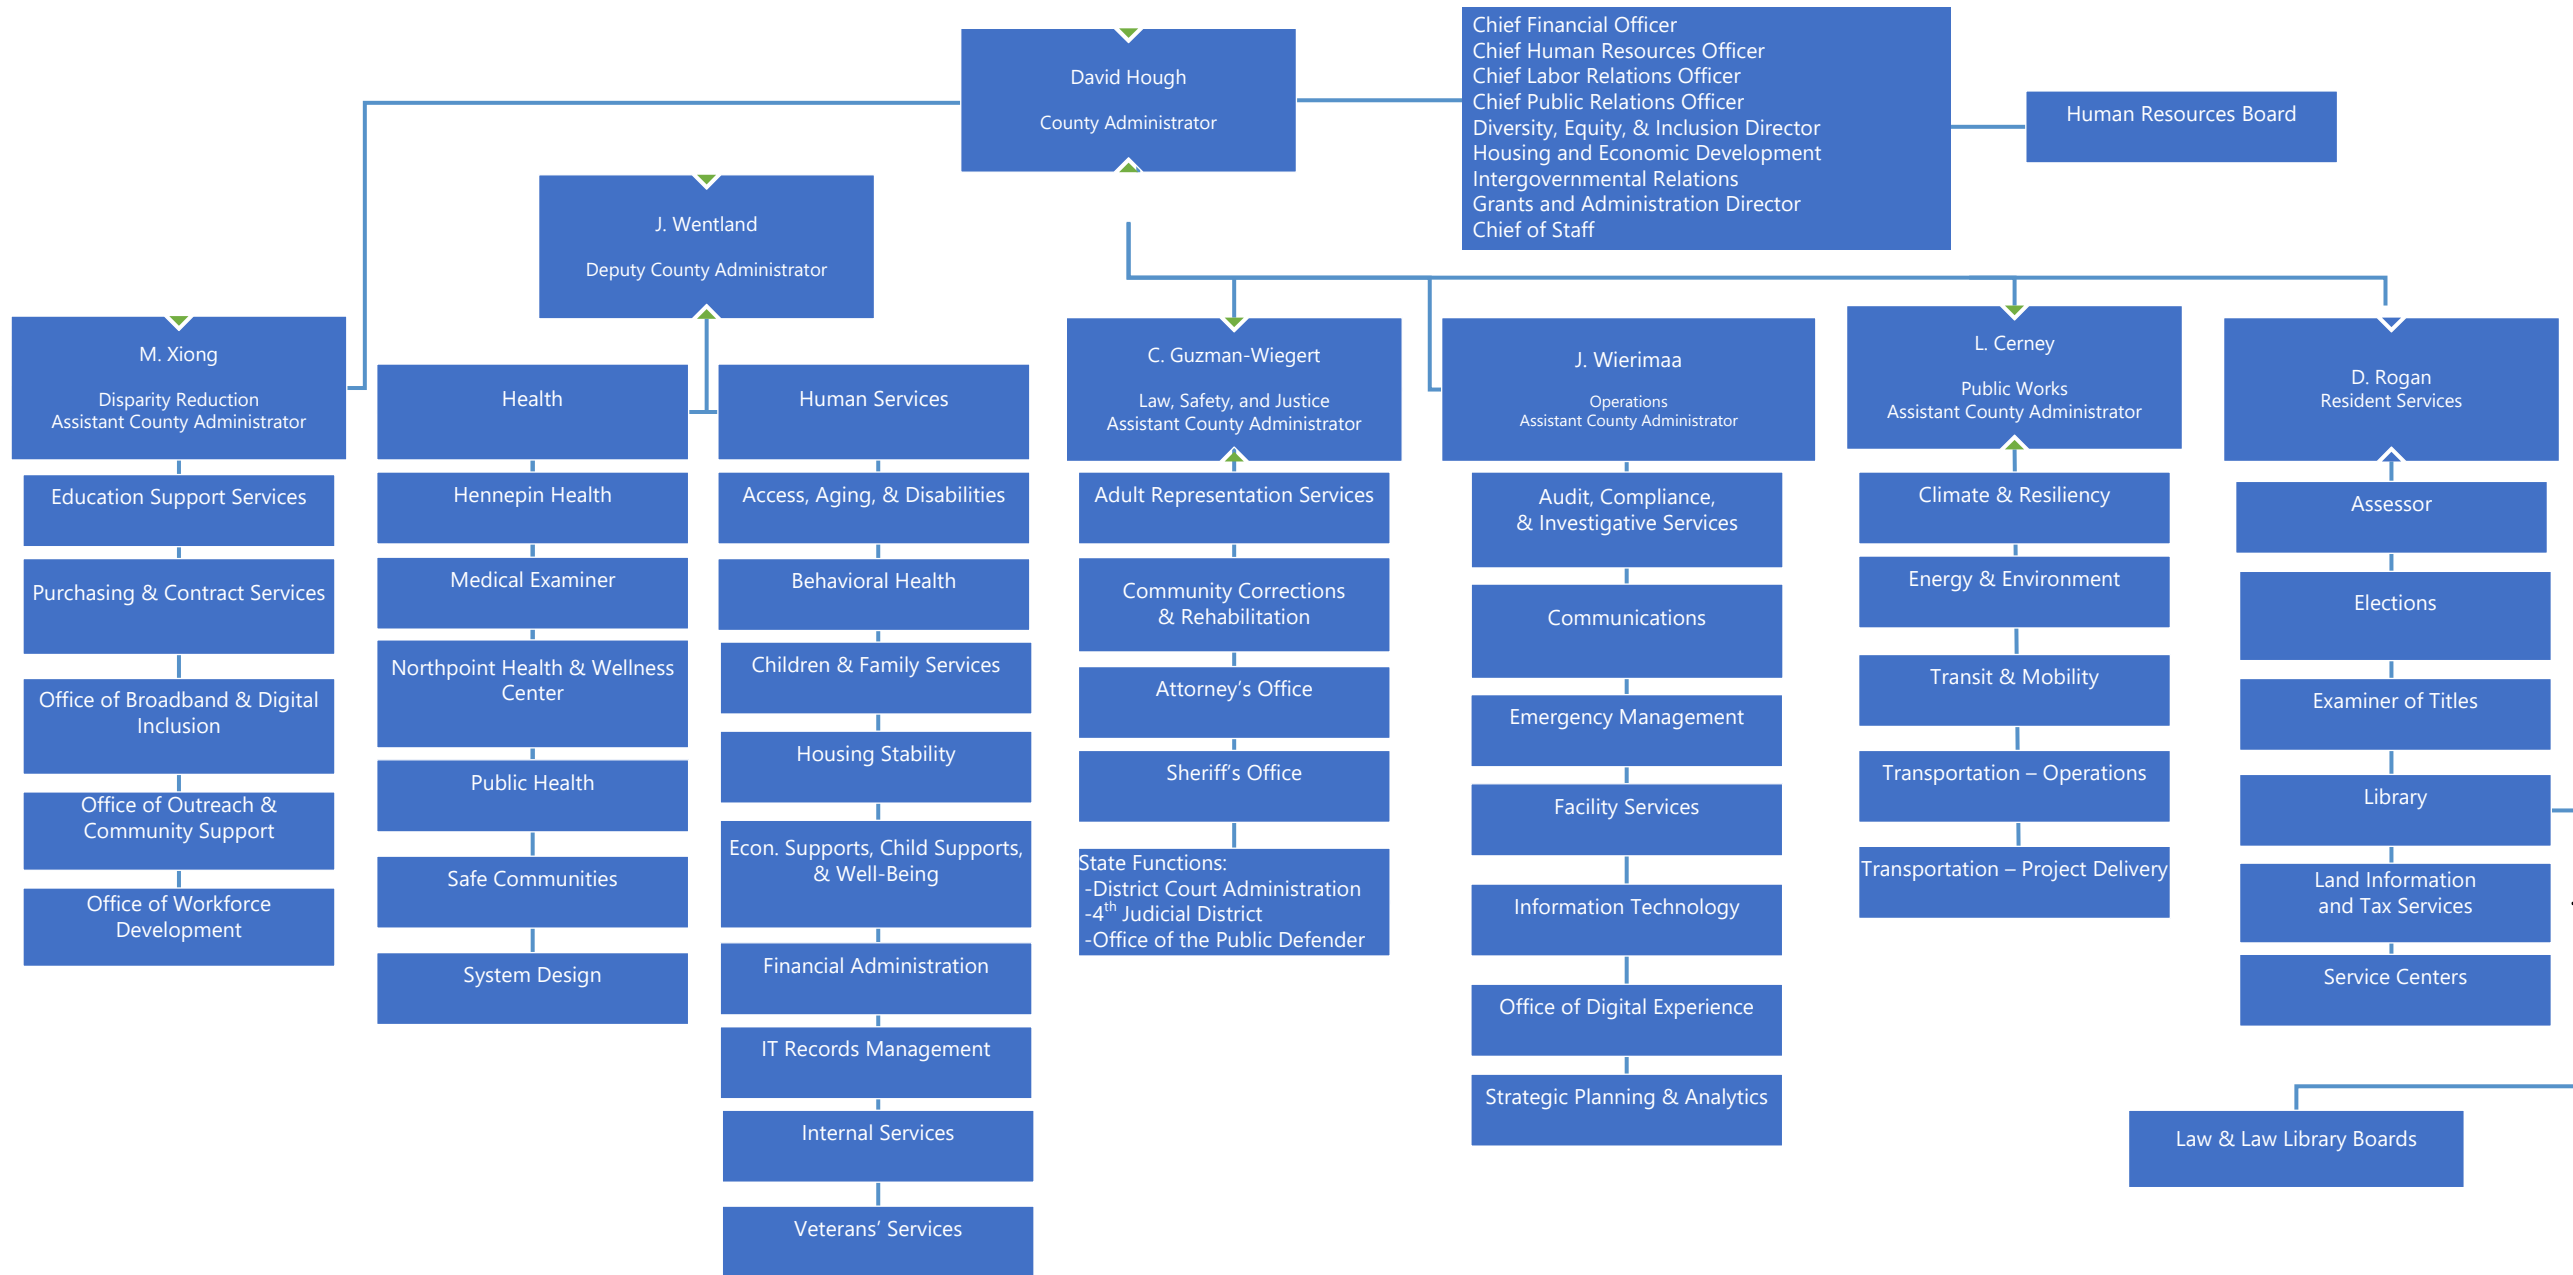 David Hough
County Administrator
Chief Financial Officer
Chief Human Resources Officer
Chief Labor Relations Officer
Chief Public Relations Officer
Diversity, Equity, & Inclusion Director
Housing and Economic Development
Intergovernmental Relations
Grants and Administration Director
Chief of Staff
Human Resources Board
J. Wentland
Deputy County Administrator
M. Xiong
Disparity Reduction
Assistant County Administrator
Education Support Services
Purchasing & Contract Services
Office of Broadband & Digital
Inclusion
Office of Outreach &
Community Support
Office of Workforce
Development
Health
Hennepin Health
Medical Examiner
Northpoint Health & Wellness
Center
Public Health
Safe Communities
System Design
Human Services
Access, Aging, & Disabilities
Behavioral Health
Children & Family Services
Housing Stability
Econ. Supports, Child Supports,
& Well-Being
Financial Administration
IT Records Management
Internal Services
Veterans’ Services
C. Guzman-Wiegert
Law, Safety, and Justice
Assistant County Administrator
Adult Representation Services
Community Corrections
& Rehabilitation
Attorney’s Office
Sheriff’s Office
State Functions:
-District Court Administration
-4th Judicial District
-Office of the Public Defender
J. Wierimaa
Operations
Assistant County Administrator
Audit, Compliance,
& Investigative Services
Communications
Emergency Management
Facility Services
Information Technology
Office of Digital Experience
Strategic Planning & Analytics
L. Cerney
Public Works
Assistant County Administrator
Climate & Resiliency
Energy & Environment
Transit & Mobility
Transportation – Operations
Transportation – Project Delivery
D. Rogan
Resident Services
Assessor
Elections
Examiner of Titles
Library
Land Information
and Tax Services
Service Centers
Law & Law Library Boards